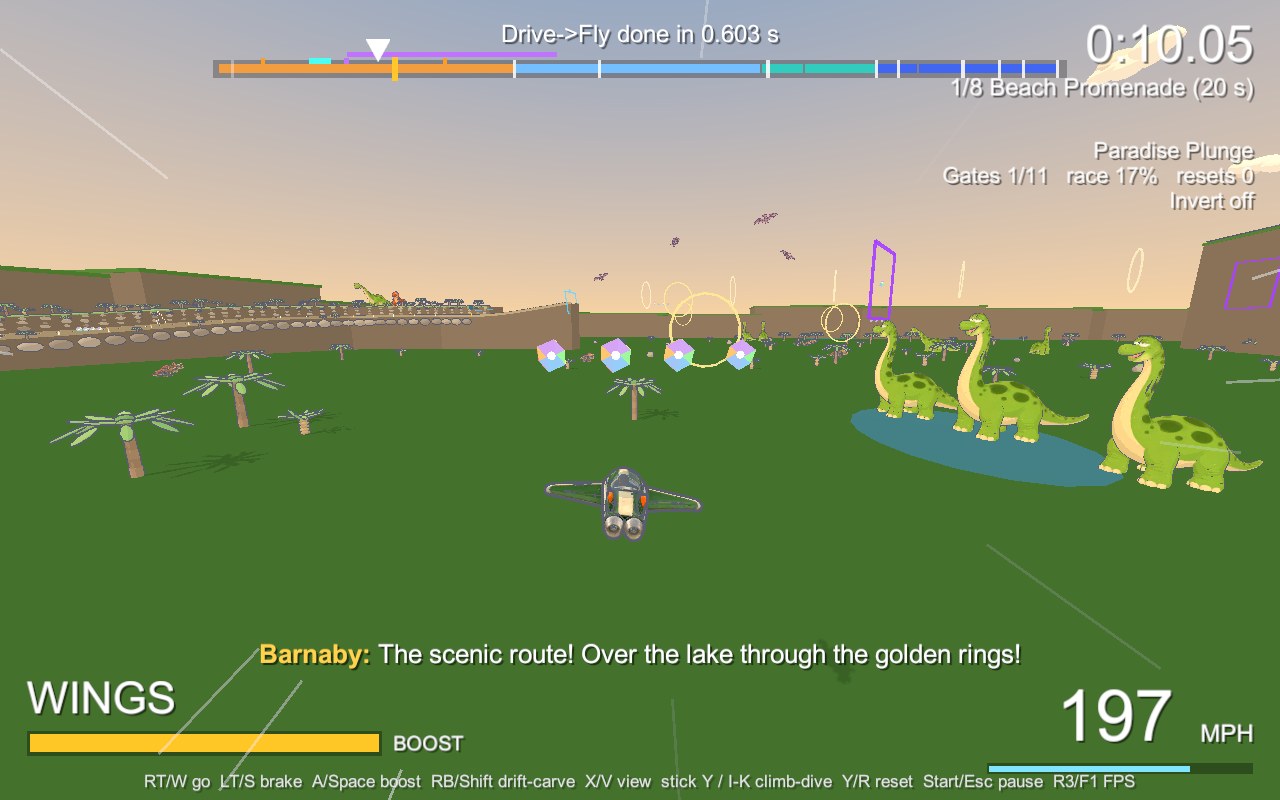 Drive->Fly done in 0.603 s
0:10.05
1/8 Beach Promenade (20 s)
Paradise Plunge
Gates 1/11 race 17% resets 0
Invert off
Barnaby: The scenic route! Over the lake through the golden rings!
WINGS
BOOST
197 MPH
RT/W go LT/S brake A/Space boost RB/Shift drift-carve X/V view stick Y / I-K climb-dive Y/R reset Start/Esc pause R3/F1 FPS